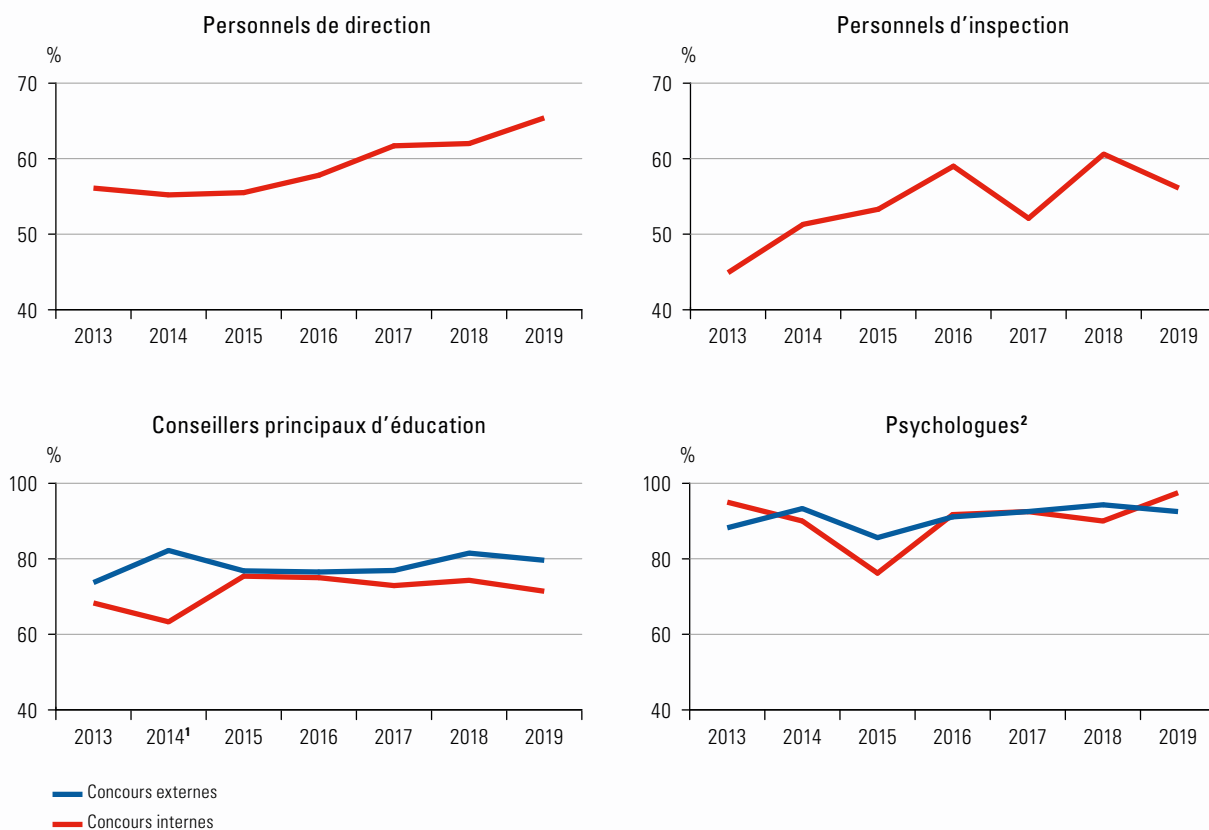 Personnels de direction
%
70
60
50
40
2013 2014 2015 2016 2017 2018 2019
Personnels d'inspection
%
70
60
50
40
2013 2014 2015 2016 2017 2018 2019
Conseillers principaux d'éducation
%
100
80
60
40
2013 2014¹ 2015 2016 2017 2018 2019
Psychologues²
%
100
80
60
40
2013 2014 2015 2016 2017 2018 2019
Concours externes
Concours internes